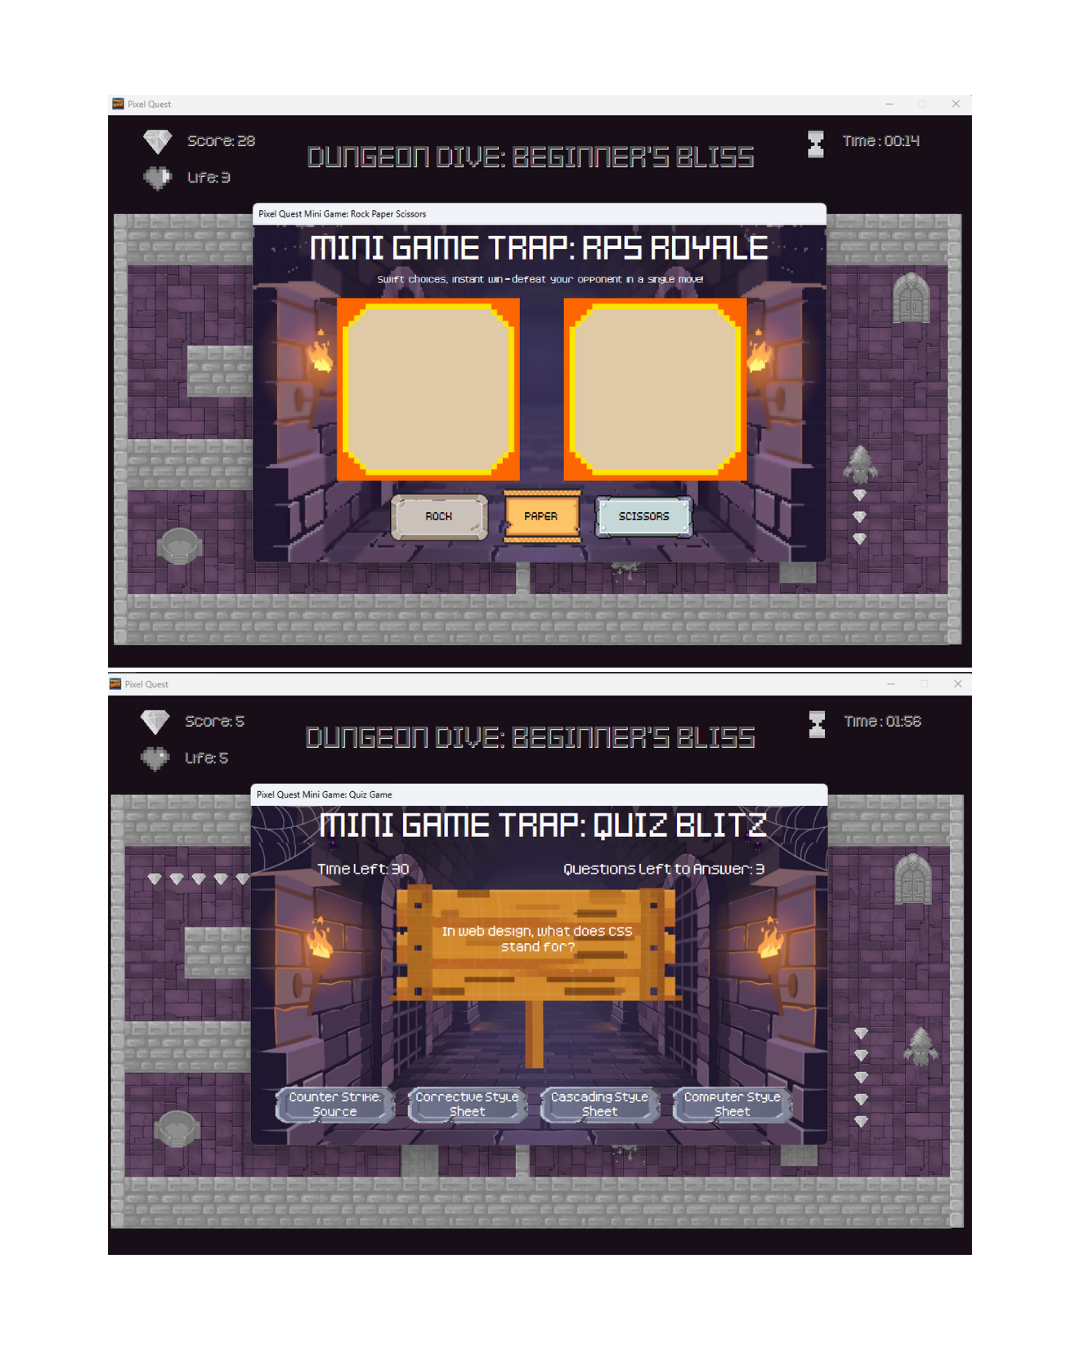 Pixel Quest
Score: 28
DUNGEON DIVE: BEGINNER'S BLISS
Time : 00:14
Life: 3
Pixel Quest Mini Game: Rock Paper Scissors
MINI GAME TRAP: RPS ROYALE
Swift choices, instant win - defeat your opponent in a single move!
ROCK
PAPER
SCISSORS
Pixel Quest
Score: 5
DUNGEON DIVE: BEGINNER'S BLISS
Time : 01:56
Life: 5
Pixel Quest Mini Game: Quiz Game
MINI GAME TRAP: QUIZ BLITZ
Time Left: 30
Questions Left to Answer: 3
In web design, what does CSS
stand for?
Counter Strike:
Source
Corrective Style
Sheet
Cascading Style
Sheet
Computer Style
Sheet